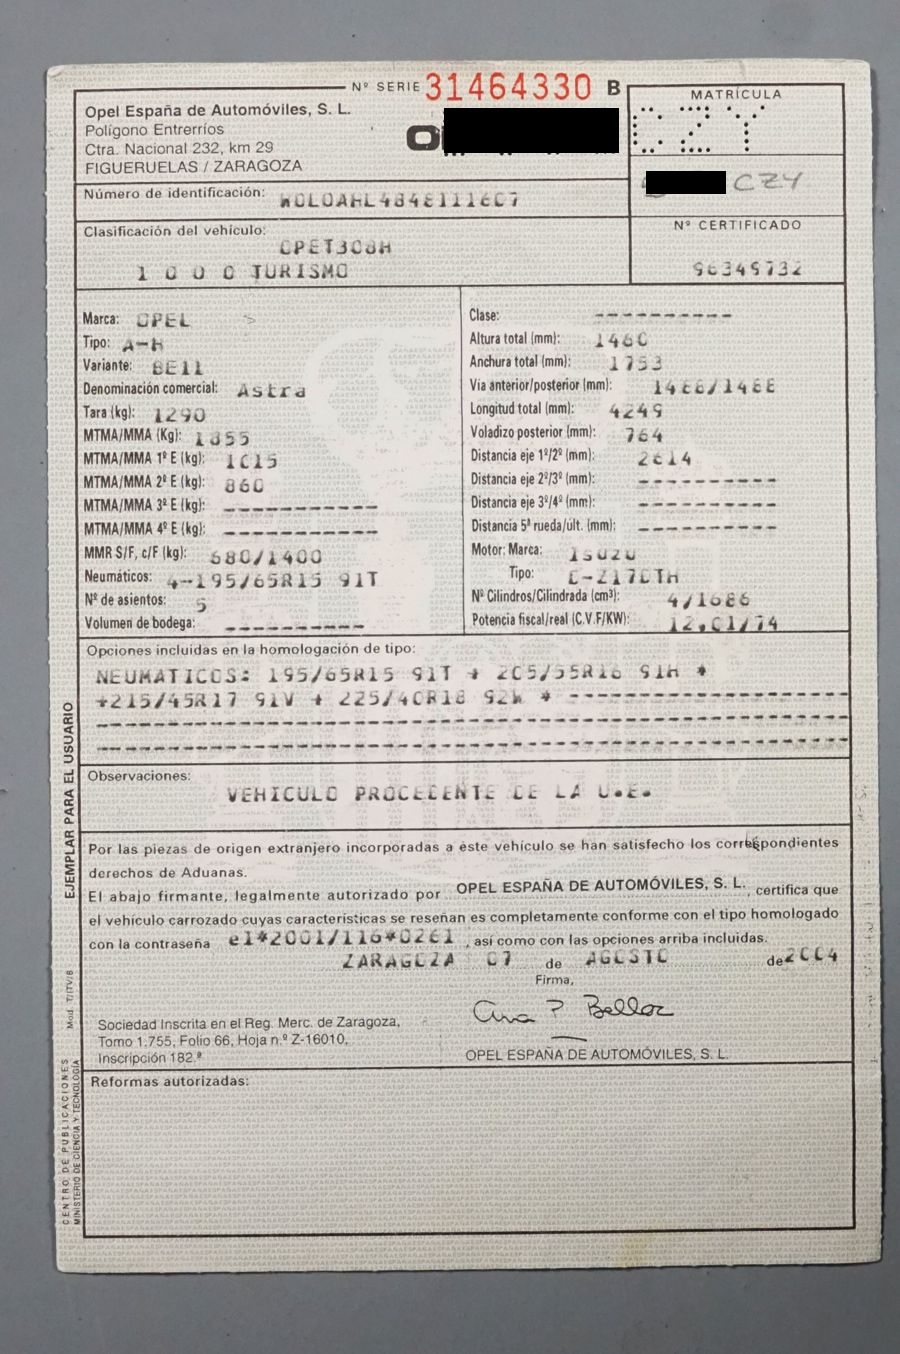 Nº SERIE 31464330 B
MATRÍCULA
Opel España de Automóviles, S. L.
Polígono Entrerríos
Ctra. Nacional 232, km 29
FIGUERUELAS / ZARAGOZA
CZY
CZY
Número de identificación: W0L0AHL4848111607
Nº CERTIFICADO
96349732
Clasificación del vehículo:
OPET308H
1 0 0 0 TURISMO
Marca: OPEL
Tipo: A-H
Variante: BE11
Denominación comercial: Astra
Tara (kg): 1290
MTMA/MMA (Kg): 1855
MTMA/MMA 1º E (kg): 1015
MTMA/MMA 2º E (kg): 860
MTMA/MMA 3º E (kg): ------------
MTMA/MMA 4º E (kg): ------------
MMR S/F, c/F (kg): 680/1400
Neumáticos: 4-195/65R15 91T
Nº de asientos: 5
Volumen de bodega: -----------
Clase: ----------
Altura total (mm): 1460
Anchura total (mm): 1753
Vía anterior/posterior (mm): 1488/1488
Longitud total (mm): 4249
Voladizo posterior (mm): 764
Distancia eje 1º/2º (mm): 2614
Distancia eje 2º/3º (mm): ----------
Distancia eje 3º/4º (mm): ----------
Distancia 5ª rueda/últ. (mm): ----------
Motor: Marca: ISUZU
Tipo: E-Z17DTH
Nº Cilindros/Cilindrada (cm³): 4/1686
Potencia fiscal/real (C.V.F/KW): 12,01/74
Opciones incluidas en la homologación de tipo:
NEUMATICOS: 195/65R15 91T * 205/55R16 91H *
*215/45R17 91V * 225/40R18 92W * ----------------------
Observaciones:
VEHICULO PROCEDENTE DE LA U.E.
Por las piezas de origen extranjero incorporadas a este vehículo se han satisfecho los correspondientes
derechos de Aduanas.
El abajo firmante, legalmente autorizado por OPEL ESPAÑA DE AUTOMÓVILES, S. L. , certifica que
el vehículo carrozado cuyas características se reseñan es completamente conforme con el tipo homologado
con la contraseña e1*2001/116*0261 , así como con las opciones arriba incluidas.
ZARAGOZA 07 de AGOSTO de 2004
Firma,
Sociedad Inscrita en el Reg. Merc. de Zaragoza,
Tomo 1.755, Folio 66, Hoja n.º Z-16010,
Inscripción 182.ª
OPEL ESPAÑA DE AUTOMÓVILES, S. L.
Reformas autorizadas:
EJEMPLAR PARA EL USUARIO
Mod. T/ITV/B
CENTRO DE PUBLICACIONES
MINISTERIO DE CIENCIA Y TECNOLOGÍA